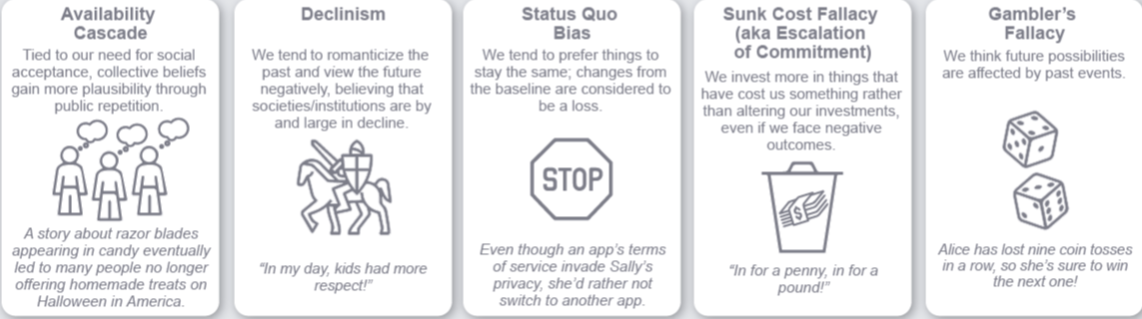 Availability
Cascade
Tied to our need for social
acceptance, collective beliefs
gain more plausibility through
public repetition.
A story about razor blades
appearing in candy eventually
led to many people no longer
offering homemade treats on
Halloween in America.
Declinism
We tend to romanticize the
past and view the future
negatively, believing that
societies/institutions are by
and large in decline.
“In my day, kids had more
respect!”
Status Quo
Bias
We tend to prefer things to
stay the same; changes from
the baseline are considered to
be a loss.
STOP
Even though an app’s terms
of service invade Sally’s
privacy, she’d rather not
switch to another app.
Sunk Cost Fallacy
(aka Escalation
of Commitment)
We invest more in things that
have cost us something rather
than altering our investments,
even if we face negative
outcomes.
$
“In for a penny, in for a
pound!”
Gambler’s
Fallacy
We think future possibilities
are affected by past events.
Alice has lost nine coin tosses
in a row, so she’s sure to win
the next one!